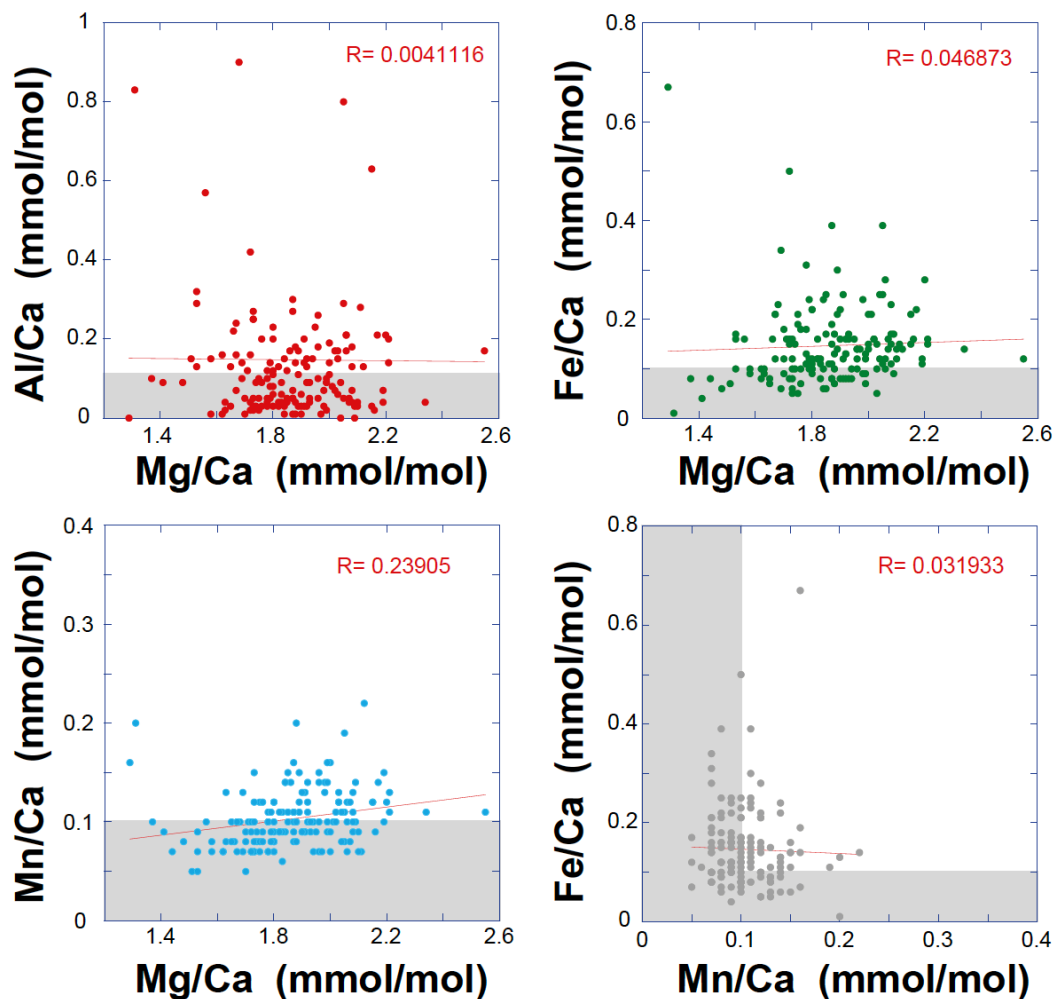 Al/Ca (mmol/mol)
1
0.8
0.6
0.4
0.2
0
R= 0.0041116
1.4 1.8 2.2 2.6
Mg/Ca (mmol/mol)
Fe/Ca (mmol/mol)
0.8
0.6
0.4
0.2
0
R= 0.046873
1.4 1.8 2.2 2.6
Mg/Ca (mmol/mol)
Mn/Ca (mmol/mol)
0.4
0.3
0.2
0.1
0
R= 0.23905
1.4 1.8 2.2 2.6
Mg/Ca (mmol/mol)
Fe/Ca (mmol/mol)
0.8
0.6
0.4
0.2
0
R= 0.031933
0 0.1 0.2 0.3 0.4
Mn/Ca (mmol/mol)